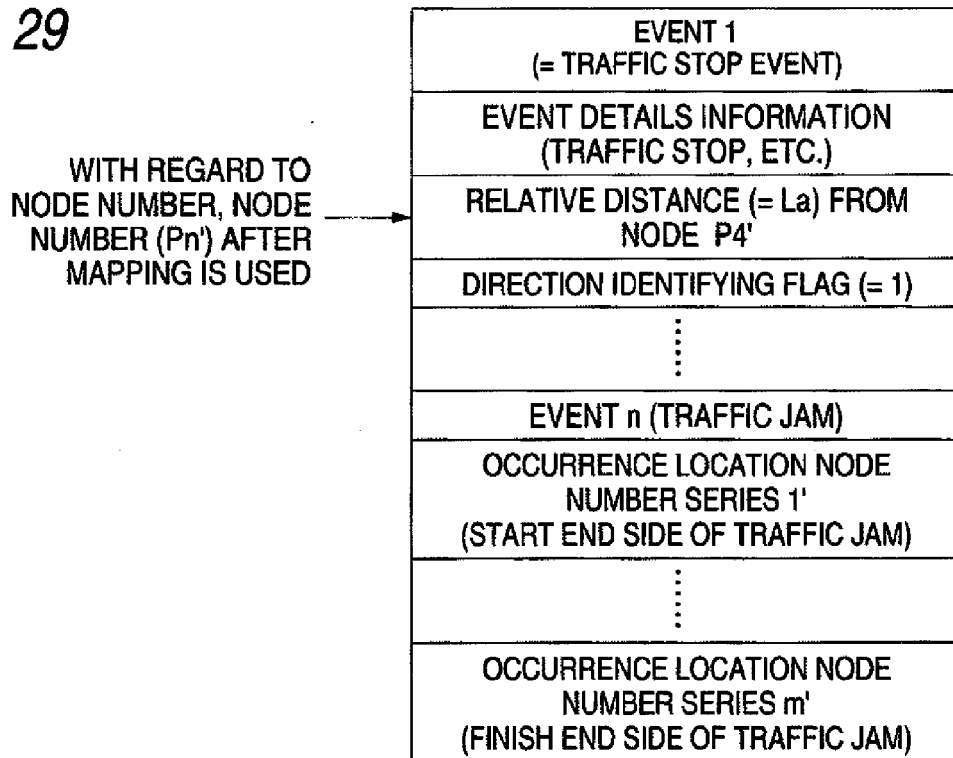 29
EVENT 1
(= TRAFFIC STOP EVENT)
EVENT DETAILS INFORMATION
(TRAFFIC STOP, ETC.)
WITH REGARD TO
NODE NUMBER, NODE
NUMBER (Pn') AFTER
MAPPING IS USED
RELATIVE DISTANCE (= La) FROM
NODE P4'
DIRECTION IDENTIFYING FLAG (= 1)
EVENT n (TRAFFIC JAM)
OCCURRENCE LOCATION NODE
NUMBER SERIES 1'
(START END SIDE OF TRAFFIC JAM)
OCCURRENCE LOCATION NODE
NUMBER SERIES m'
(FINISH END SIDE OF TRAFFIC JAM)